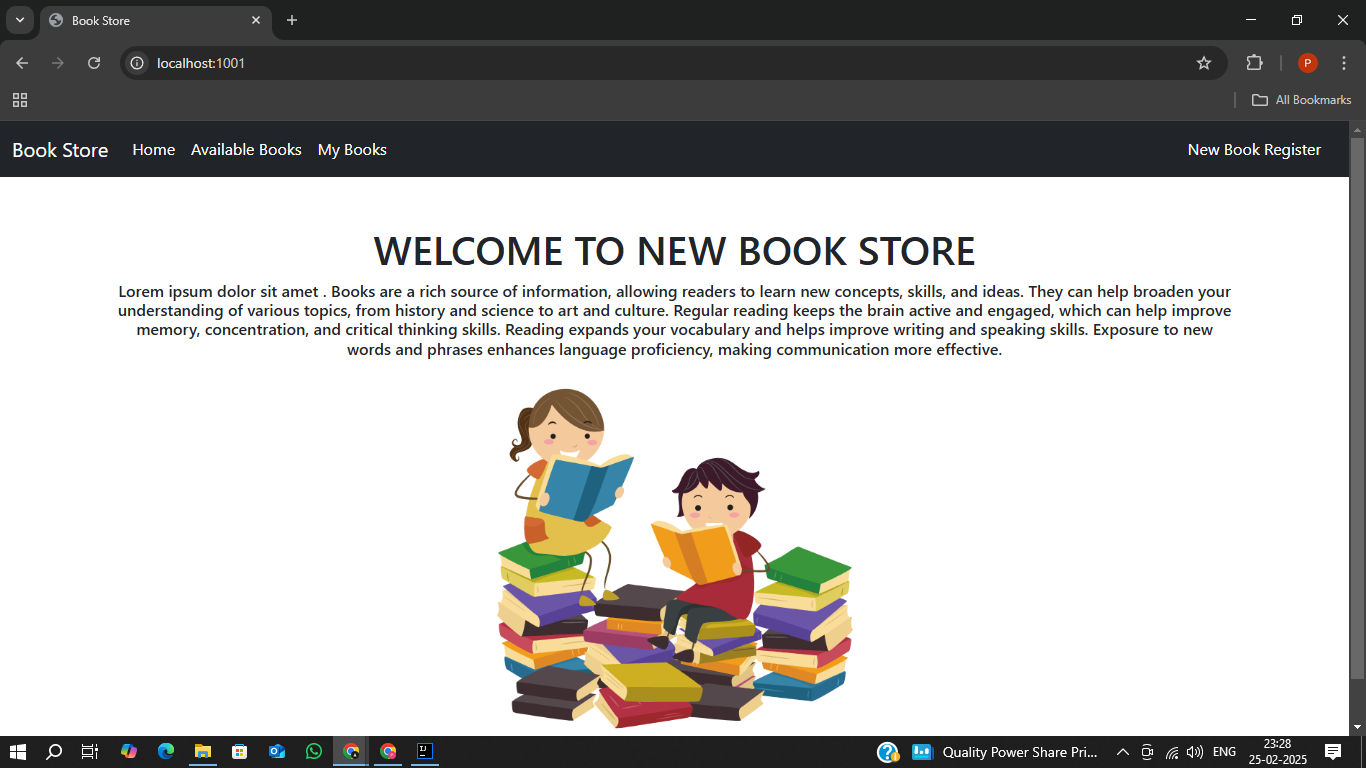 Book Store
localhost:1001
All Bookmarks
P
Book Store Home Available Books My Books New Book Register
WELCOME TO NEW BOOK STORE
Lorem ipsum dolor sit amet . Books are a rich source of information, allowing readers to learn new concepts, skills, and ideas. They can help broaden your
understanding of various topics, from history and science to art and culture. Regular reading keeps the brain active and engaged, which can help improve
memory, concentration, and critical thinking skills. Reading expands your vocabulary and helps improve writing and speaking skills. Exposure to new
words and phrases enhances language proficiency, making communication more effective.
Quality Power Share Pri... ENG 23:28
25-02-2025